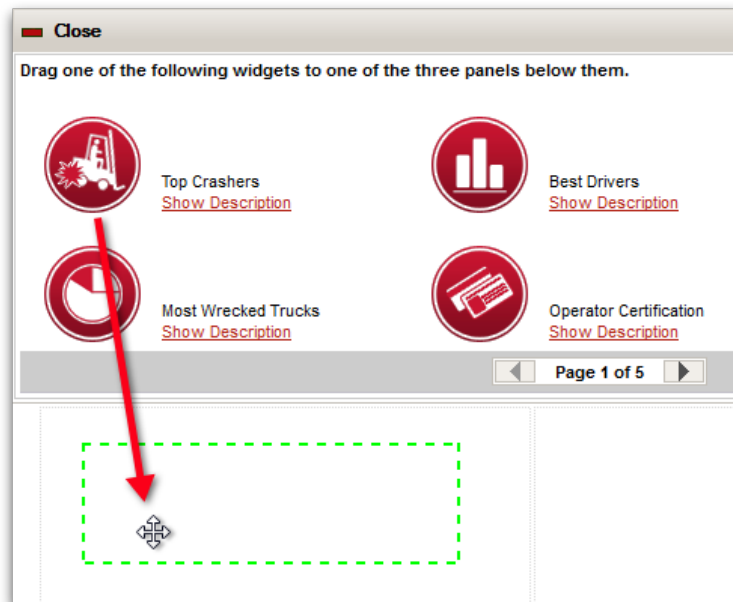 Close
Drag one of the following widgets to one of the three panels below them.
Top Crashers
Show Description
Best Drivers
Show Description
Most Wrecked Trucks
Show Description
Operator Certification
Show Description
Page 1 of 5